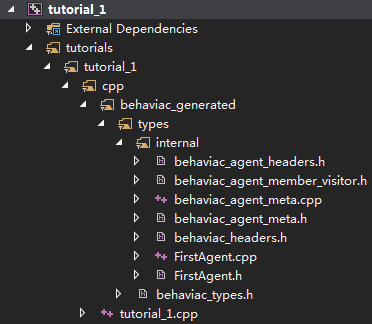 tutorial_1
External Dependencies
tutorials
tutorial_1
cpp
behaviac_generated
types
internal
behaviac_agent_headers.h
behaviac_agent_member_visitor.h
behaviac_agent_meta.cpp
behaviac_agent_meta.h
behaviac_headers.h
FirstAgent.cpp
FirstAgent.h
behaviac_types.h
tutorial_1.cpp